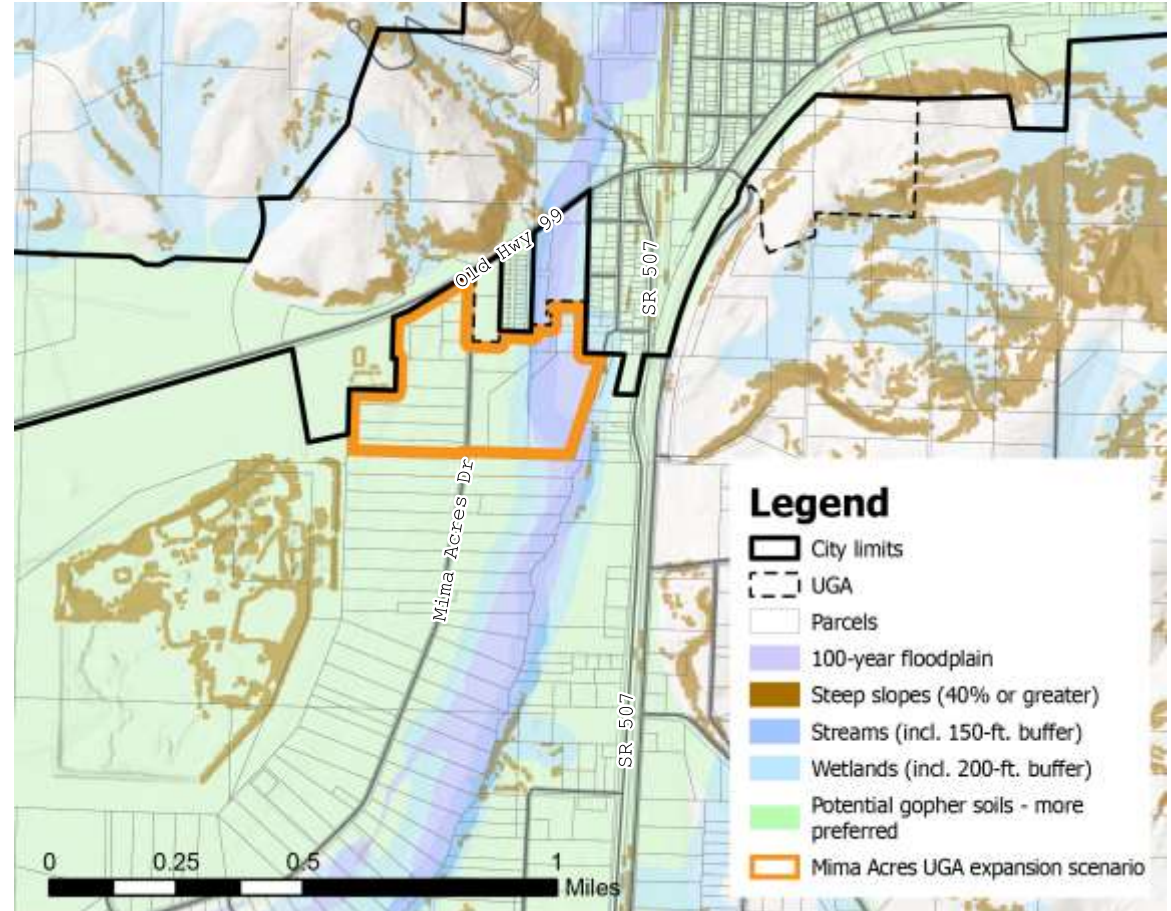 Old Hwy 99
SR 507
Mima Acres Dr
SR 507
Legend
City limits
UGA
Parcels
100-year floodplain
Steep slopes (40% or greater)
Streams (incl. 150-ft. buffer)
Wetlands (incl. 200-ft. buffer)
Potential gopher soils - more
preferred
Mima Acres UGA expansion scenario
0 0.25 0.5 1
Miles